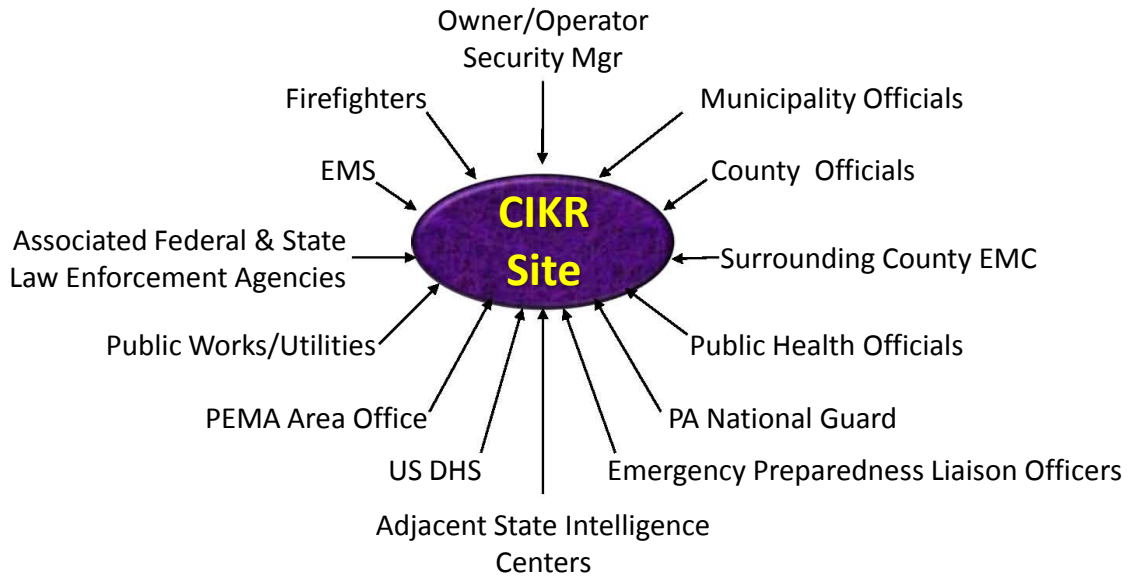 Owner/Operator
Security Mgr
Firefighters
Municipality Officials
EMS
County Officials
CIKR
Site
Associated Federal & State
Law Enforcement Agencies
Surrounding County EMC
Public Works/Utilities
Public Health Officials
PEMA Area Office
PA National Guard
US DHS
Emergency Preparedness Liaison Officers
Adjacent State Intelligence
Centers